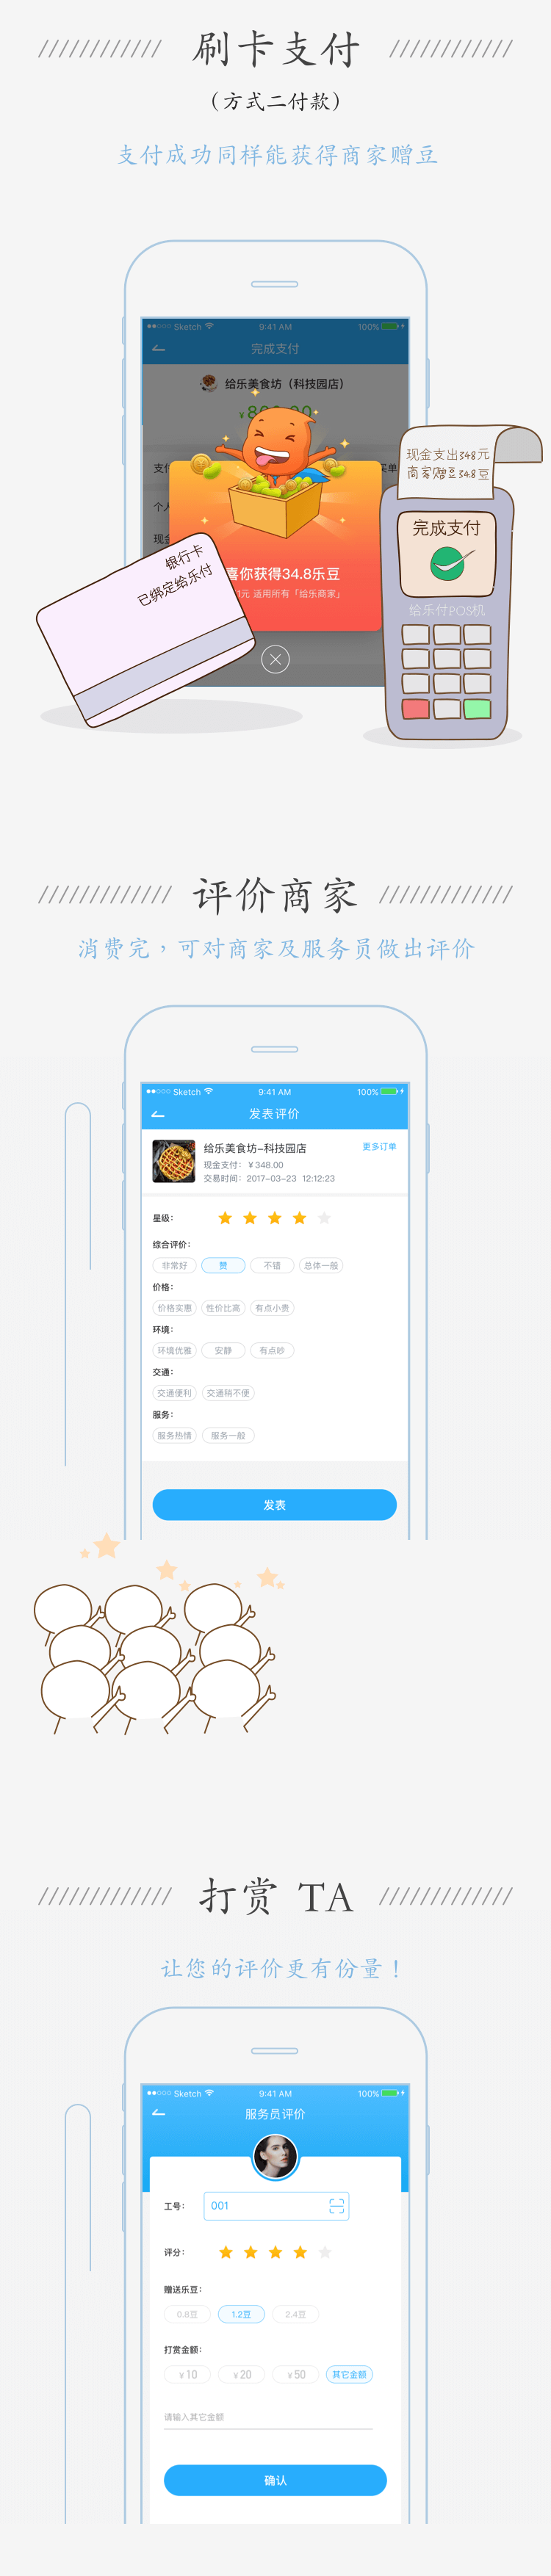 刷卡支付
（方式二付款）
支付成功同样能获得商家赠豆
Sketch 9:41 AM 100%
完成支付
给乐美食坊（科技园店）
现金支出348元
商家赠豆34.8豆
完成支付
给乐付POS机
银行卡
已绑定给乐付
喜你获得34.8乐豆
1元 适用所有「给乐商家」
评价商家
消费完，可对商家及服务员做出评价
Sketch 9:41 AM 100%
发表评价
给乐美食坊-科技园店 更多订单
现金支付：￥348.00
交易时间：2017-03-23 12:12:23
星级：
综合评价：
非常好 赞 不错 总体一般
价格：
价格实惠 性价比高 有点小贵
环境：
环境优雅 安静 有点吵
交通：
交通便利 交通稍不便
服务：
服务热情 服务一般
发表
打赏 TA
让您的评价更有份量！
Sketch 9:41 AM 100%
服务员评价
工号： 001
评分：
赠送乐豆：
0.8豆 1.2豆 2.4豆
打赏金额：
￥10 ￥20 ￥50 其它金额
请输入其它金额
确认